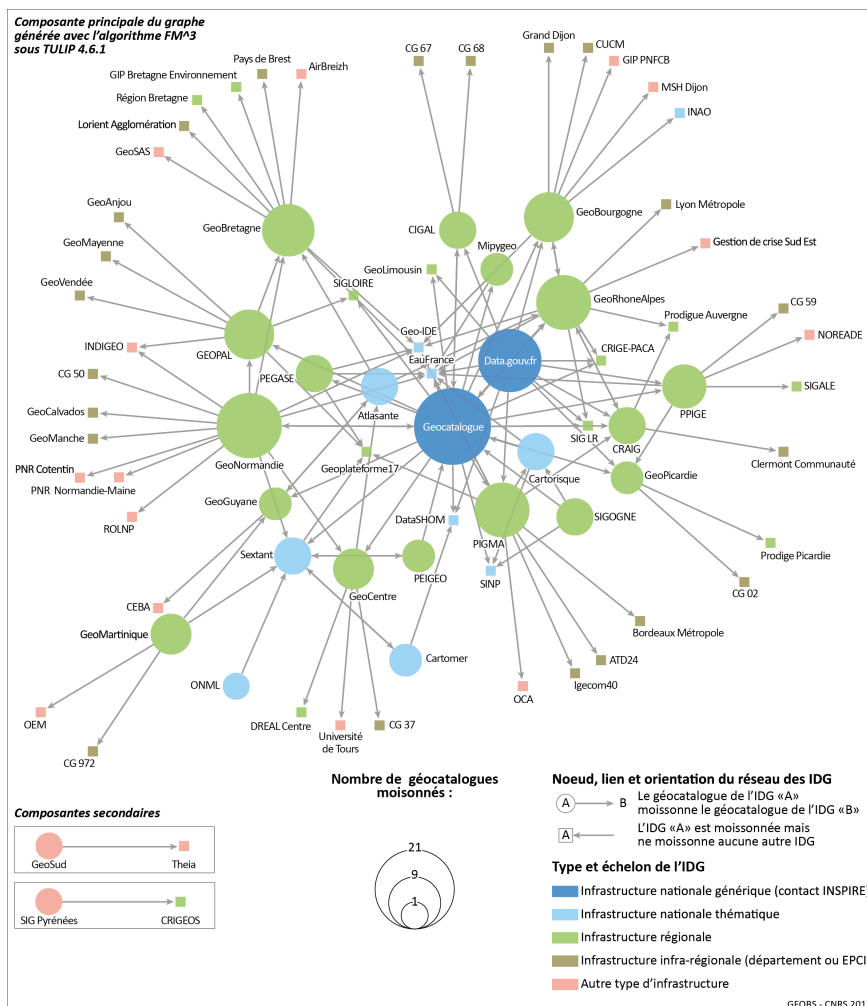 Composante principale du graphe
générée avec l'algorithme FM^3
sous TULIP 4.6.1
CG 67
CG 68
Grand Dijon
CUCM
GIP PNFCB
Pays de Brest
AirBreizh
GIP Bretagne Environnement
Région Bretagne
MSH Dijon
INAO
Lorient Agglomération
GeoSAS
GeoAnjou
GeoBretagne
CIGAL
GeoBourgogne
Lyon Métropole
GeoMayenne
Mipygeo
Gestion de crise Sud Est
GeoLimousin
SIGLOIRE
GeoVendée
GeoRhoneAlpes
CG 59
Prodigue Auvergne
Geo-IDE
NOREADE
INDIGEO
GEOPAL
EauFrance
Data.gouv.fr
CRIGE-PACA
CG 50
PEGASE
SIGALE
Atlasante
PPIGE
GeoCalvados
Geocatalogue
SIG LR
GeoManche
CRAIG
GeoNormandie
Geoplateforme17
Clermont Communauté
PNR Cotentin
PNR Normandie-Maine
Cartorisque
GeoPicardie
GeoGuyane
DataSHOM
ROLNP
PIGMA
SIGOGNE
Sextant
Prodige Picardie
PEIGEO
SINP
GeoCentre
CG 02
CEBA
GeoMartinique
Bordeaux Métropole
Cartomer
ATD24
ONML
Igecom40
OCA
OEM
DREAL Centre
Université
de Tours
CG 37
CG 972
Nombre de géocatalogues
moisonnés :
21
9
1
Noeud, lien et orientation du réseau des IDG
A
B
Le géocatalogue de l'IDG «A»
moissonne le géocatalogue de l'IDG «B»
A
L'IDG «A» est moissonnée mais
ne moissonne aucune autre IDG
Composantes secondaires
GeoSud
Theia
SIG Pyrénées
CRIGEOS
Type et échelon de l'IDG
Infrastructure nationale générique (contact INSPIRE)
Infrastructure nationale thématique
Infrastructure régionale
Infrastructure infra-régionale (département ou EPCI
Autre type d'infrastructure
GEOBS - CNRS 201